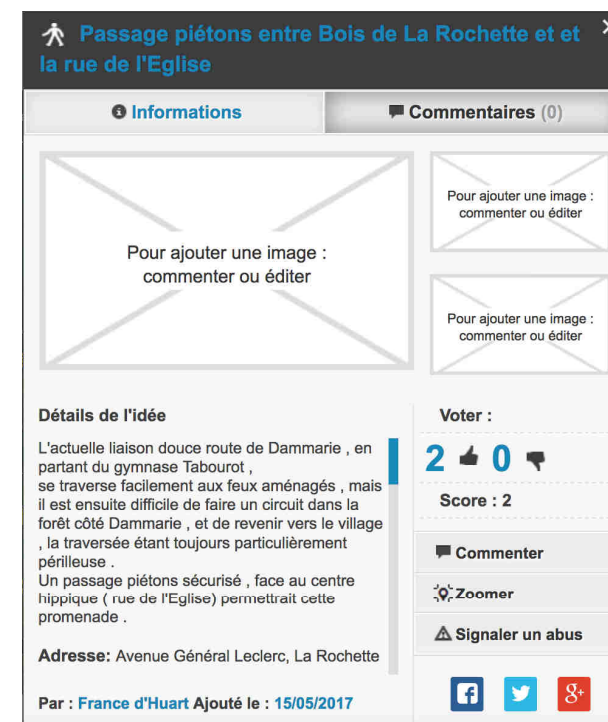 Passage piétons entre Bois de La Rochette et et
la rue de l'Eglise
Informations
Commentaires (0)
Pour ajouter une image :
commenter ou éditer
Pour ajouter une image :
commenter ou éditer
Pour ajouter une image :
commenter ou éditer
Détails de l'idée
L'actuelle liaison douce route de Dammarie , en
partant du gymnase Tabourot ,
se traverse facilement aux feux aménagés , mais
il est ensuite difficile de faire un circuit dans la
forêt côté Dammarie , et de revenir vers le village
, la traversée étant toujours particulièrement
périlleuse .
Un passage piétons sécurisé , face au centre
hippique ( rue de l'Eglise) permettrait cette
promenade .
Adresse: Avenue Général Leclerc, La Rochette
Par : France d'Huart Ajouté le : 15/05/2017
Voter :
2 0
Score : 2
Commenter
Zoomer
Signaler un abus
f
g+